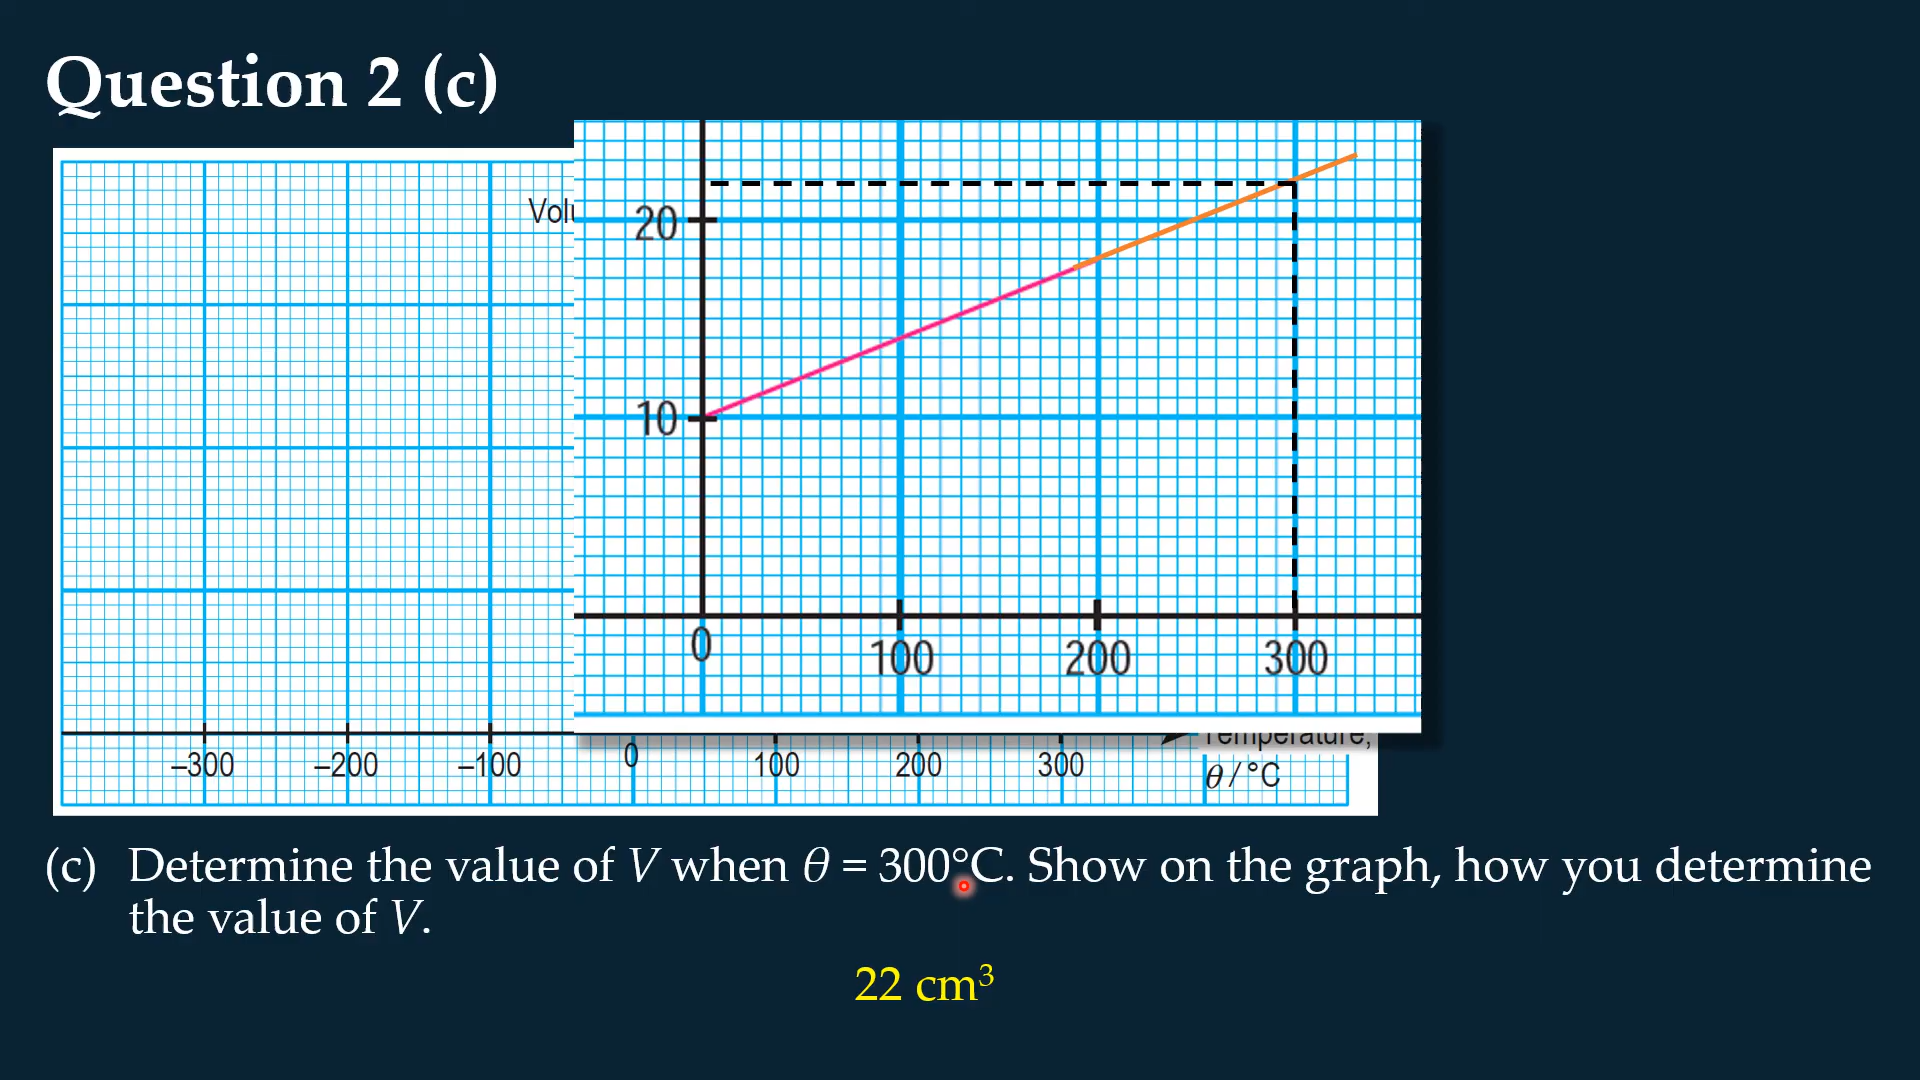 Question 2 (c)
Volu
20
10
0
100
200
300
Temperature,
–300
–200
–100
0
100
200
300
θ / °C
(c) Determine the value of V when θ = 300°C. Show on the graph, how you determine
the value of V.
22 cm³